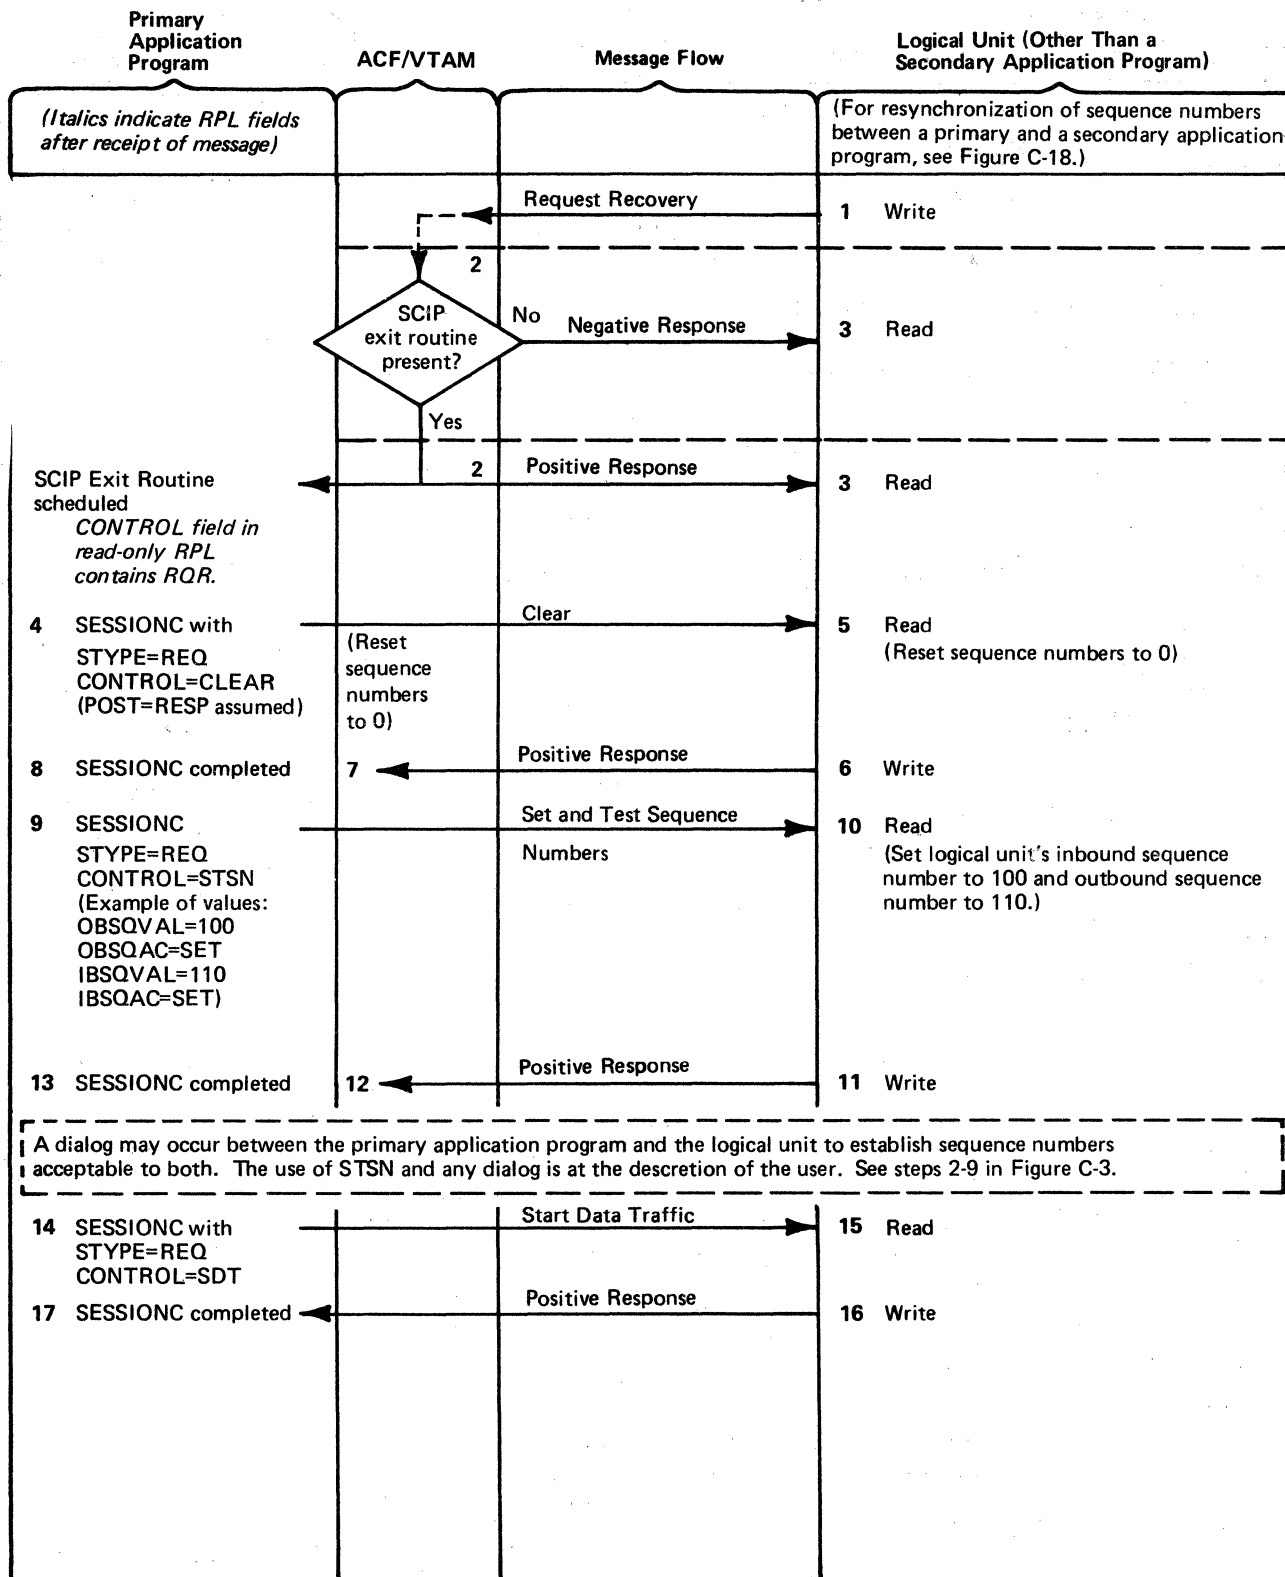 Primary
Application
Program
ACF/VTAM
Message Flow
Logical Unit (Other Than a
Secondary Application Program)
(Italics indicate RPL fields
after receipt of message)
(For resynchronization of sequence numbers
between a primary and a secondary application
program, see Figure C-18.)
Request Recovery
1 Write
2
SCIP
exit routine
present?
No
Negative Response
3 Read
Yes
SCIP Exit Routine
scheduled
CONTROL field in
read-only RPL
contains RQR.
2
Positive Response
3 Read
4 SESSIONC with
STYPE=REQ
CONTROL=CLEAR
(POST=RESP assumed)
(Reset
sequence
numbers
to 0)
Clear
5 Read
(Reset sequence numbers to 0)
8 SESSIONC completed
7
Positive Response
6 Write
9 SESSIONC
STYPE=REQ
CONTROL=STSN
(Example of values:
OBSQVAL=100
OBSQAC=SET
IBSQVAL=110
IBSQAC=SET)
Set and Test Sequence
Numbers
10 Read
(Set logical unit's inbound sequence
number to 100 and outbound sequence
number to 110.)
13 SESSIONC completed
12
Positive Response
11 Write
A dialog may occur between the primary application program and the logical unit to establish sequence numbers
acceptable to both. The use of STSN and any dialog is at the descretion of the user. See steps 2-9 in Figure C-3.
14 SESSIONC with
STYPE=REQ
CONTROL=SDT
Start Data Traffic
15 Read
17 SESSIONC completed
Positive Response
16 Write